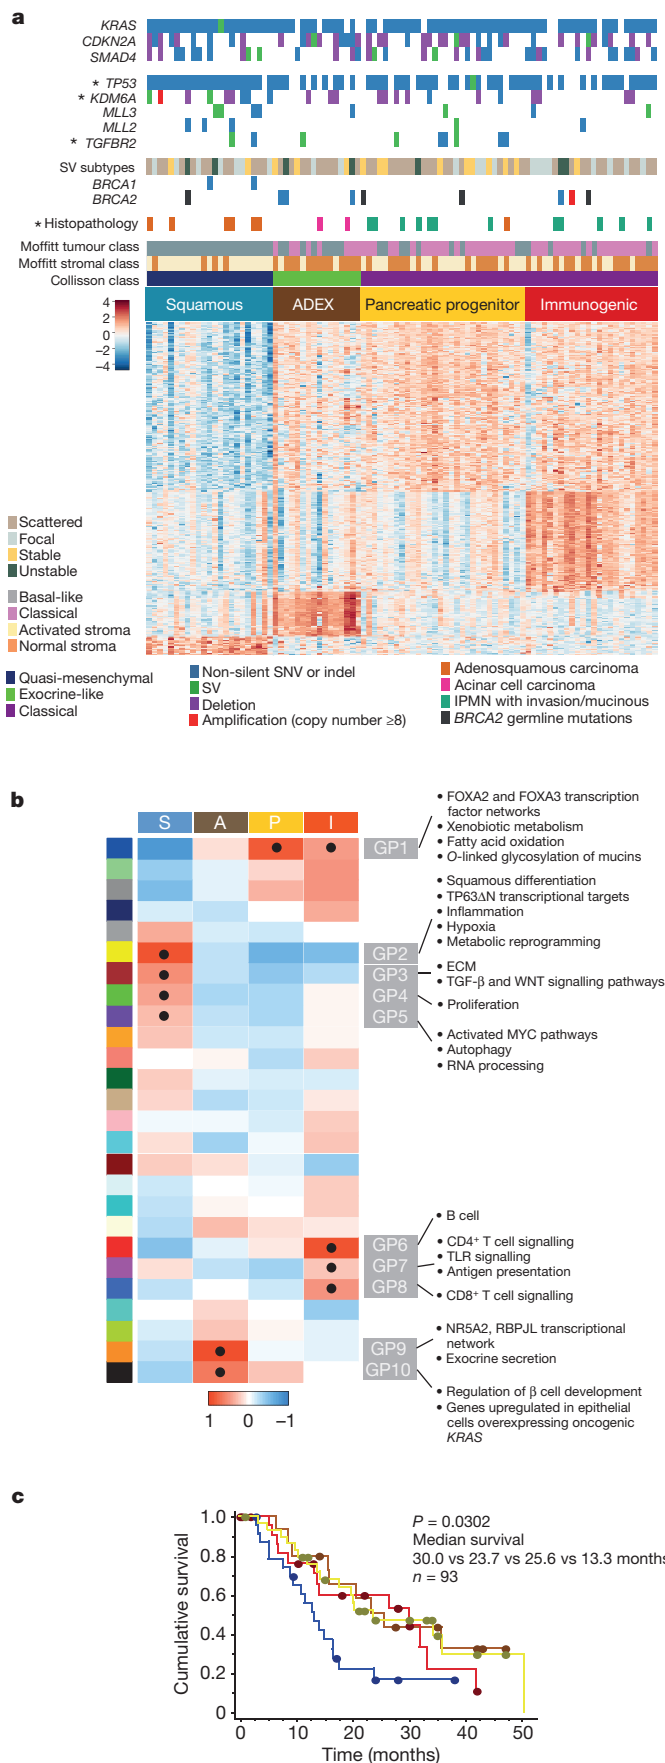 a
KRAS
CDKN2A
SMAD4
* TP53
* KDM6A
MLL3
MLL2
* TGFBR2
SV subtypes
BRCA1
BRCA2
* Histopathology
Moffitt tumour class
Moffitt stromal class
Collisson class
Squamous ADEX Pancreatic progenitor Immunogenic
4
2
0
−2
−4
Scattered
Focal
Stable
Unstable
Basal-like
Classical
Activated stroma
Normal stroma
Quasi-mesenchymal
Exocrine-like
Classical
Non-silent SNV or indel
SV
Deletion
Amplification (copy number ≥8)
Adenosquamous carcinoma
Acinar cell carcinoma
IPMN with invasion/mucinous
BRCA2 germline mutations
b
S A P I
GP1
GP2
GP3
GP4
GP5
GP6
GP7
GP8
GP9
GP10
• FOXA2 and FOXA3 transcription
factor networks
• Xenobiotic metabolism
• Fatty acid oxidation
• O-linked glycosylation of mucins
• Squamous differentiation
• TP63ΔN transcriptional targets
• Inflammation
• Hypoxia
• Metabolic reprogramming
• ECM
• TGF-β and WNT signalling pathways
• Proliferation
• Activated MYC pathways
• Autophagy
• RNA processing
• B cell
• CD4⁺ T cell signalling
• TLR signalling
• Antigen presentation
• CD8⁺ T cell signalling
• NR5A2, RBPJL transcriptional
network
• Exocrine secretion
• Regulation of β cell development
• Genes upregulated in epithelial
cells overexpressing oncogenic
KRAS
1 0 −1
c
Cumulative survival
1.0
0.8
0.6
0.4
0.2
0
P = 0.0302
Median survival
30.0 vs 23.7 vs 25.6 vs 13.3 months
n = 93
0 10 20 30 40 50
Time (months)